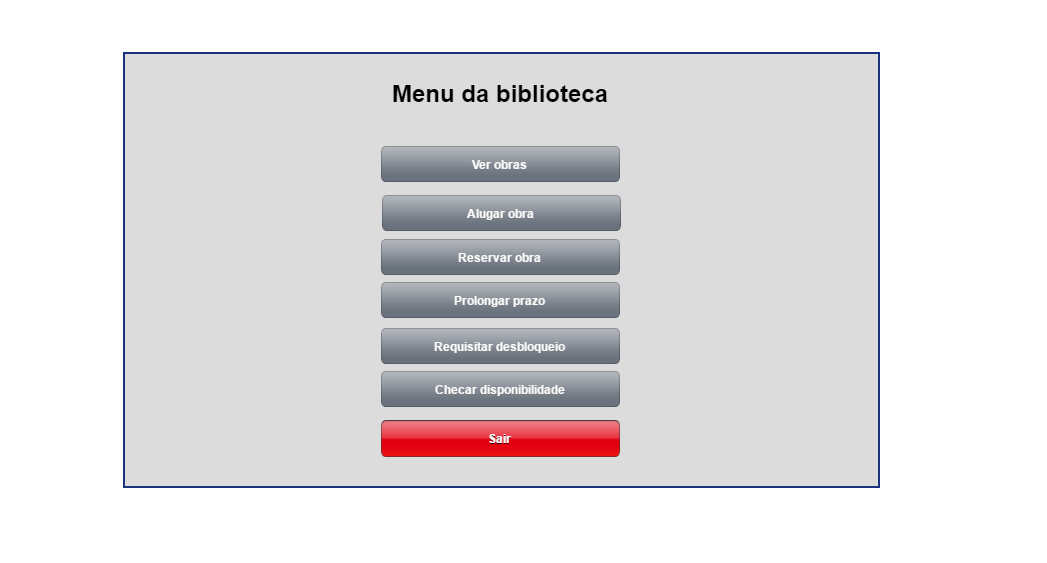 Menu da biblioteca
Ver obras
Alugar obra
Reservar obra
Prolongar prazo
Requisitar desbloqueio
Checar disponibilidade
Sair